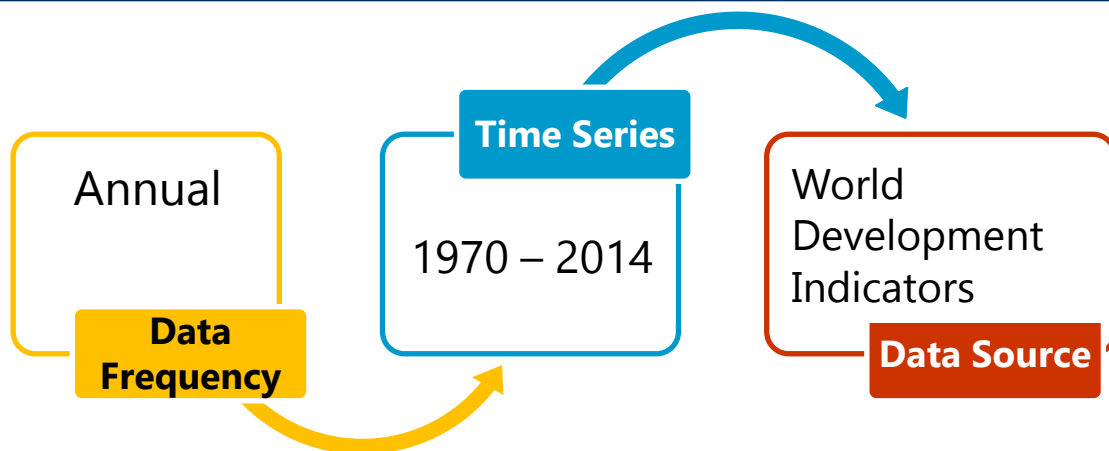 Annual
Data
Frequency
Time Series
1970 – 2014
World
Development
Indicators
Data Source